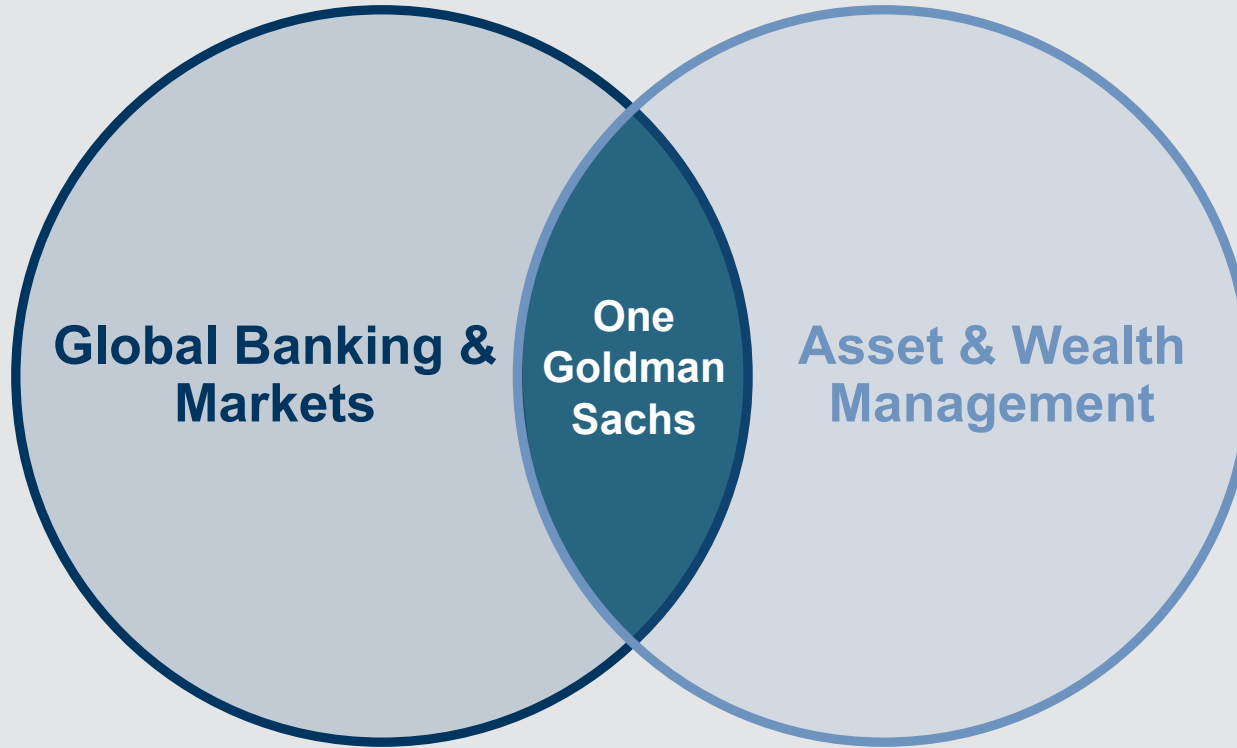 Global Banking &
Markets
One
Goldman
Sachs
Asset & Wealth
Management